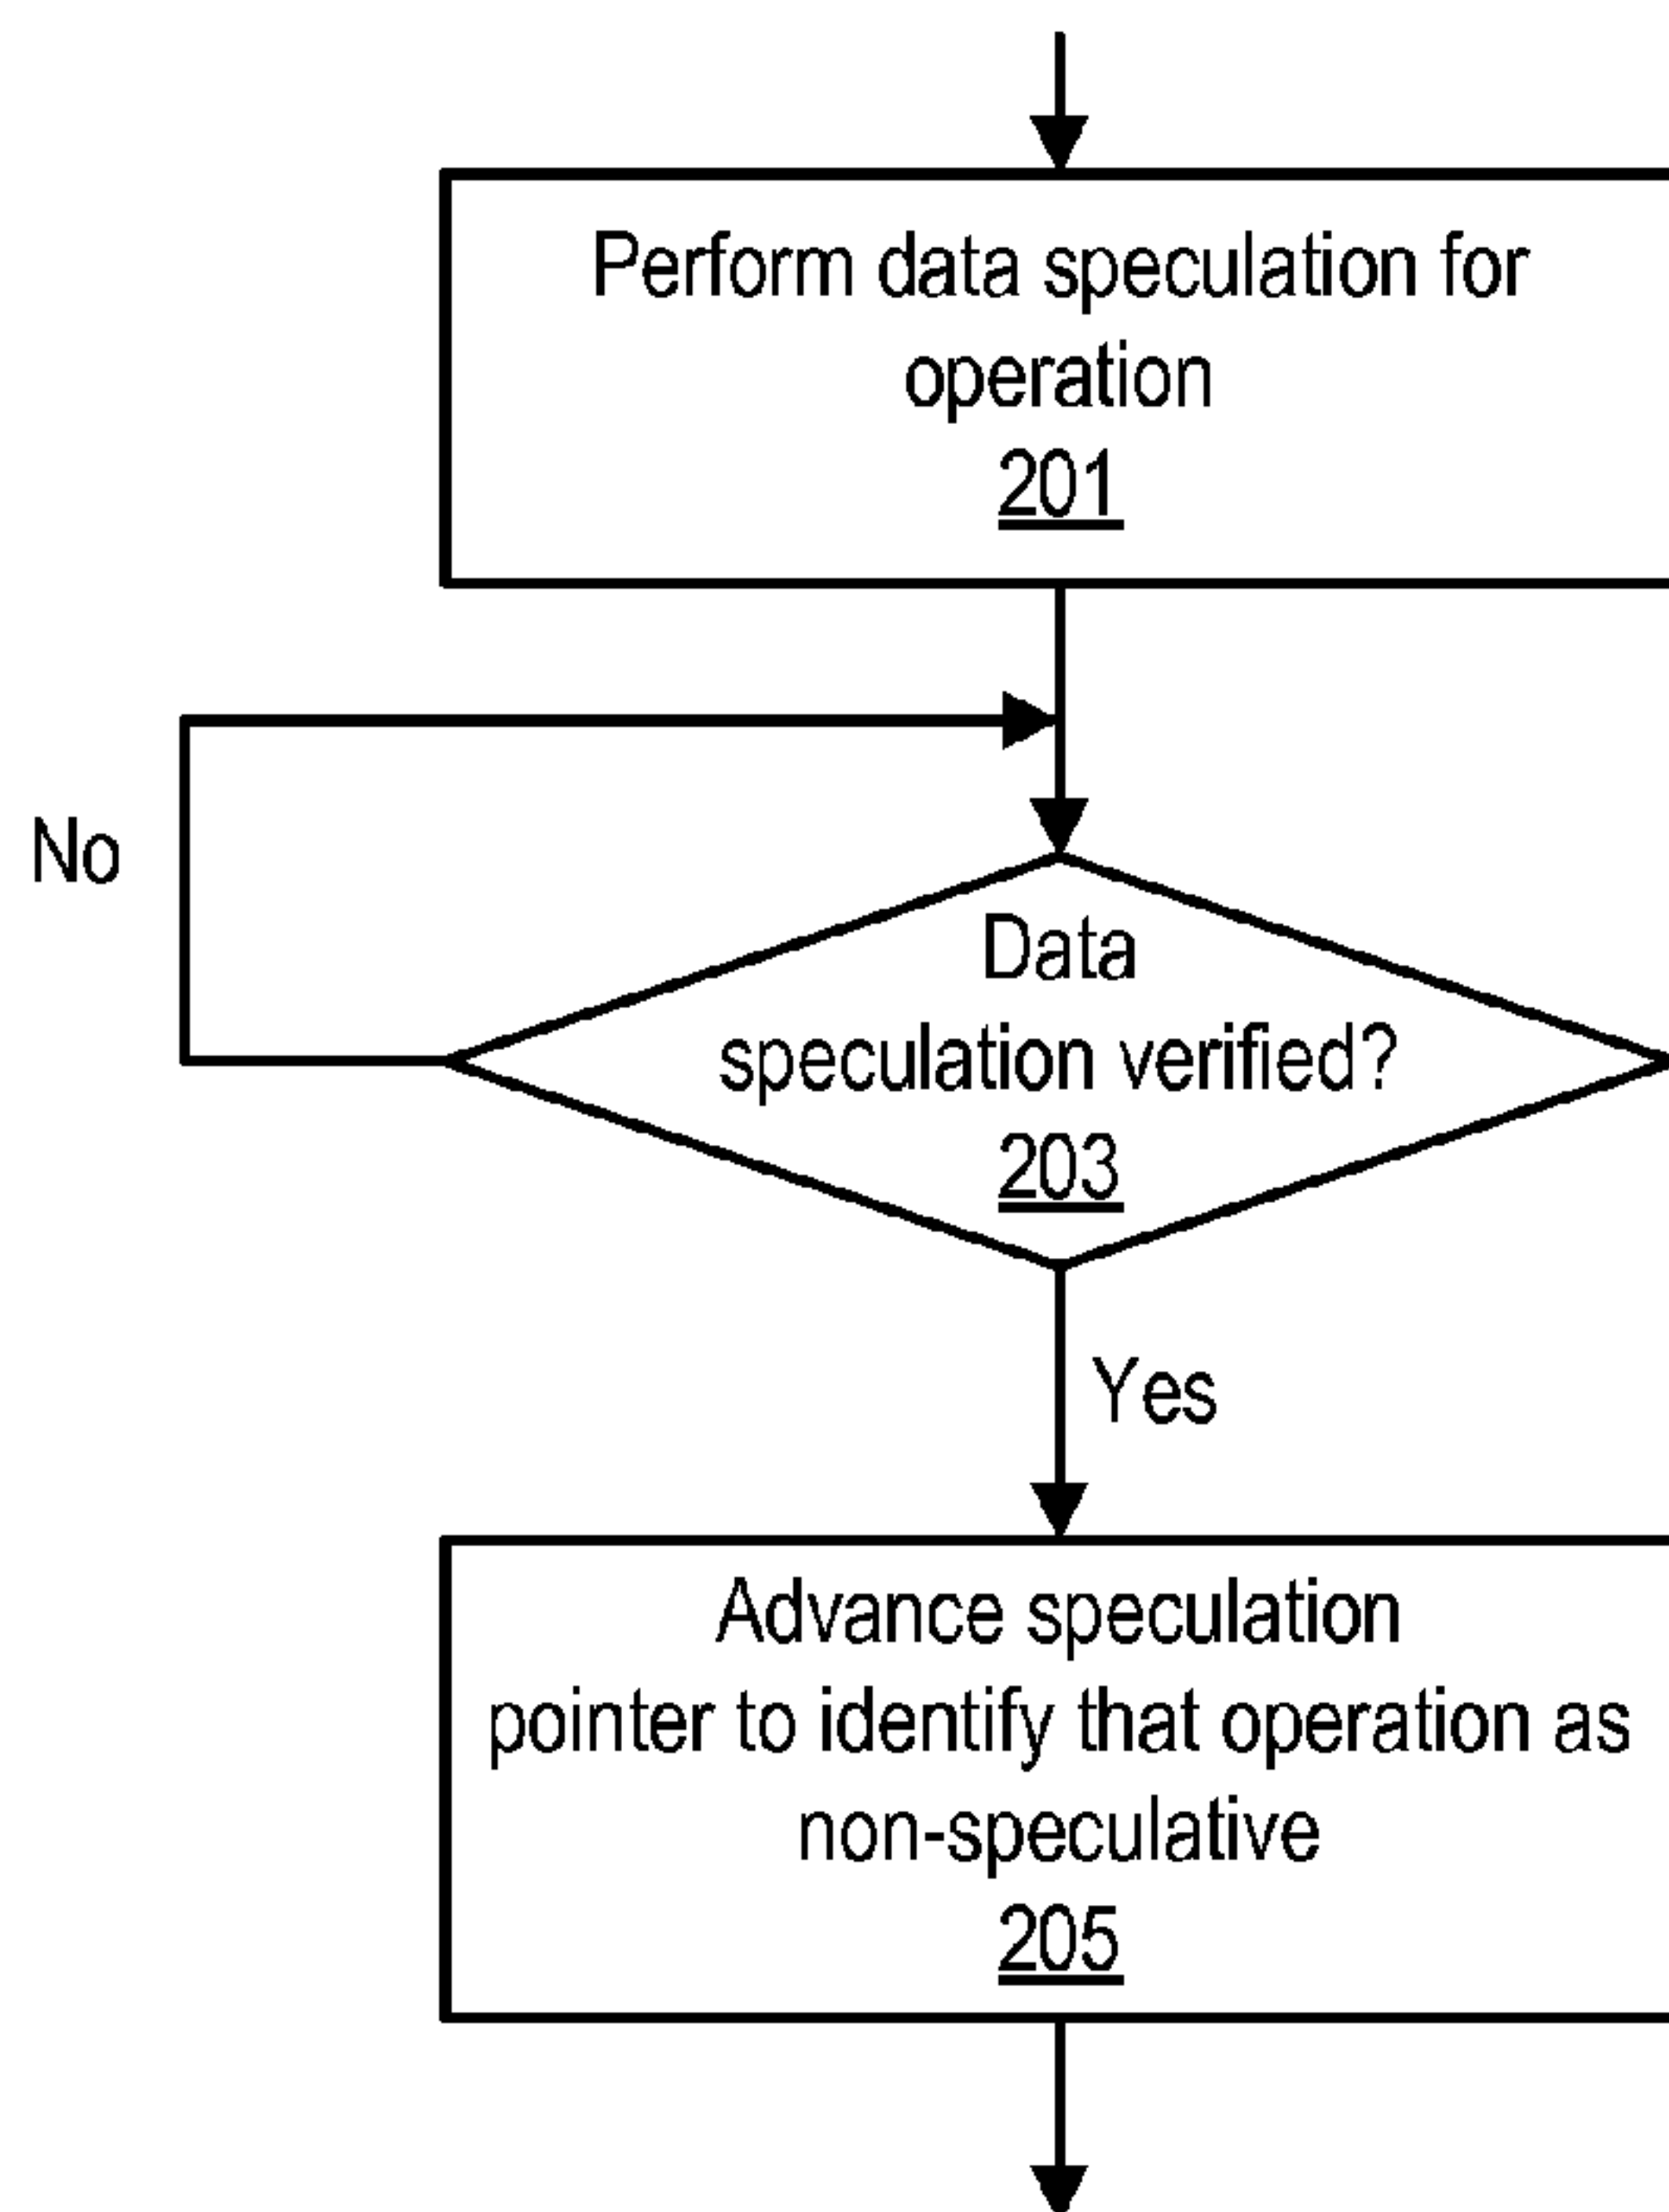 Perform data speculation for
operation
201
No
Data
speculation verified?
203
Yes
Advance speculation
pointer to identify that operation as
non-speculative
205